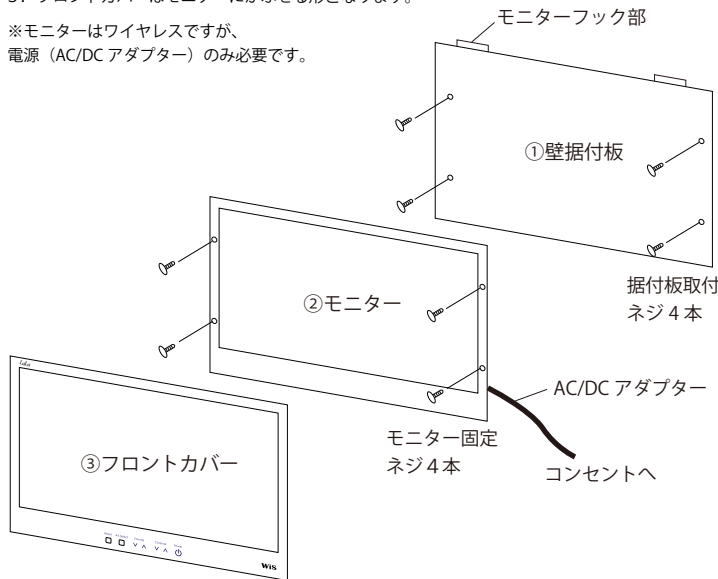 モニターフック部
※モニターはワイヤレスですが、
電源（AC/DC アダプター）のみ必要です。
①壁据付板
据付板取付
ネジ 4 本
②モニター
AC/DC アダプター
モニター固定
ネジ 4 本
コンセントへ
③フロントカバー
WiS